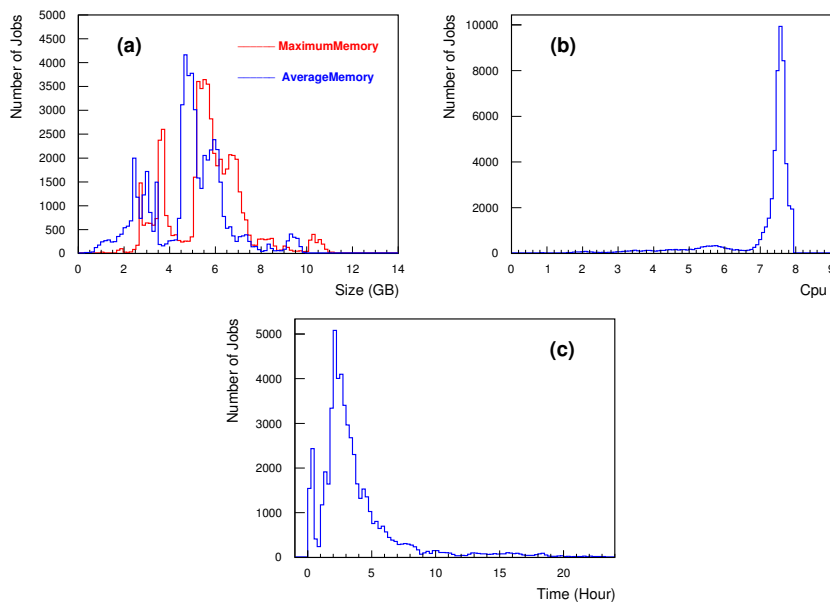 Number of Jobs
5000
4500
4000
3500
3000
2500
2000
1500
1000
500
0
(a)
MaximumMemory
AverageMemory
0 2 4 6 8 10 12 14
Size (GB)
Number of Jobs
10000
8000
6000
4000
2000
0
(b)
0 1 2 3 4 5 6 7 8 9
Cpu
Number of Jobs
5000
4000
3000
2000
1000
0
(c)
0 5 10 15 20
Time (Hour)